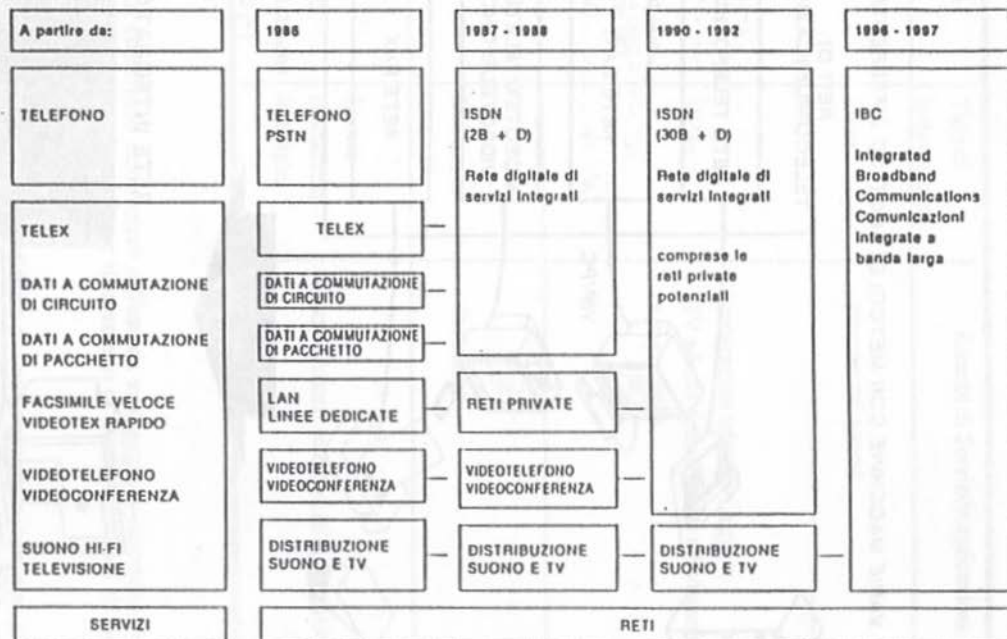 A partire da:
1986
1987 - 1988
1990 - 1992
1996 - 1997
TELEFONO
TELEFONO
PSTN
ISDN
(2B + D)
Rete digitale di
servizi integrati
ISDN
(30B + D)
Rete digitale di
servizi integrati
comprese le
reti private
potenziali
IBC
Integrated
Broadband
Communications
Comunicazioni
Integrate a
banda larga
TELEX
TELEX
DATI A COMMUTAZIONE
DI CIRCUITO
DATI A COMMUTAZIONE
DI CIRCUITO
DATI A COMMUTAZIONE
DI PACCHETTO
DATI A COMMUTAZIONE
DI PACCHETTO
FACSIMILE VELOCE
VIDEOTEX RAPIDO
LAN
LINEE DEDICATE
RETI PRIVATE
VIDEOTELEFONO
VIDEOCONFERENZA
VIDEOTELEFONO
VIDEOCONFERENZA
VIDEOTELEFONO
VIDEOCONFERENZA
SUONO HI-FI
TELEVISIONE
DISTRIBUZIONE
SUONO E TV
DISTRIBUZIONE
SUONO E TV
DISTRIBUZIONE
SUONO E TV
SERVIZI
RETI